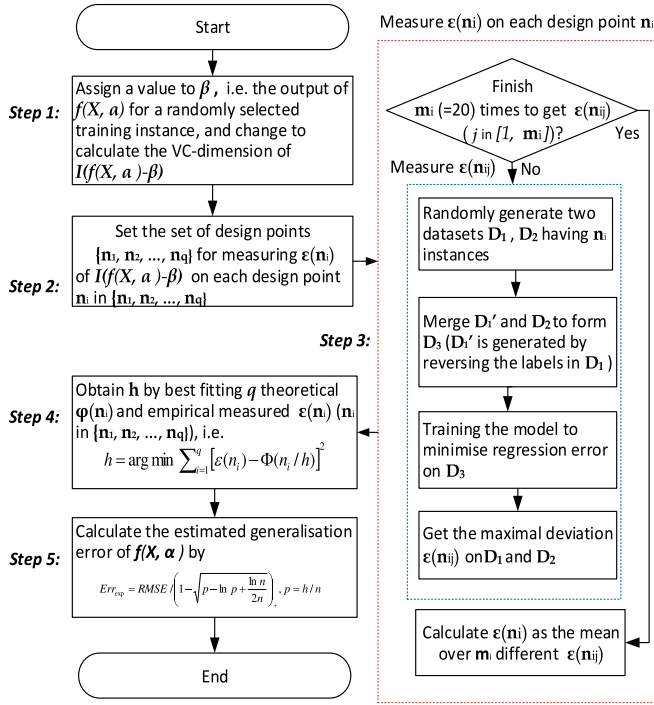 Start
Step 1:
Assign a value to β , i.e. the output of
f(X, a) for a randomly selected
training instance, and change to
calculate the VC-dimension of
I(f(X, a )-β)
Step 2:
Set the set of design points
{n₁, n₂, ..., nq} for measuring ε(nᵢ)
of I(f(X, a )-β) on each design point
nᵢ in {n₁, n₂, ..., nq}
Measure ε(nᵢ) on each design point nᵢ
Finish
mᵢ (=20) times to get ε(nᵢⱼ)
( j in [1, mᵢ])?
Yes
Measure ε(nᵢⱼ)
No
Step 3:
Randomly generate two
datasets D₁ , D₂ having nᵢ
instances
Merge D₁′ and D₂ to form
D₃ (D₁′ is generated by
reversing the labels in D₁ )
Training the model to
minimise regression error
on D₃
Get the maximal deviation
ε(nᵢⱼ) on D₁ and D₂
Calculate ε(nᵢ) as the mean
over mᵢ different ε(nᵢⱼ)
Step 4:
Obtain h by best fitting q theoretical
φ(nᵢ) and empirical measured ε(nᵢ) (nᵢ
in {n₁, n₂, ..., nq}), i.e.
h = arg min ∑ᵢ₌₁^q [ε(nᵢ) − Φ(nᵢ / h)]²
Step 5:
Calculate the estimated generalisation
error of f(X, α ) by
Err_exp = RMSE / (1 − √(p − ln p + (ln n)/(2n)))₊ , p = h / n
End